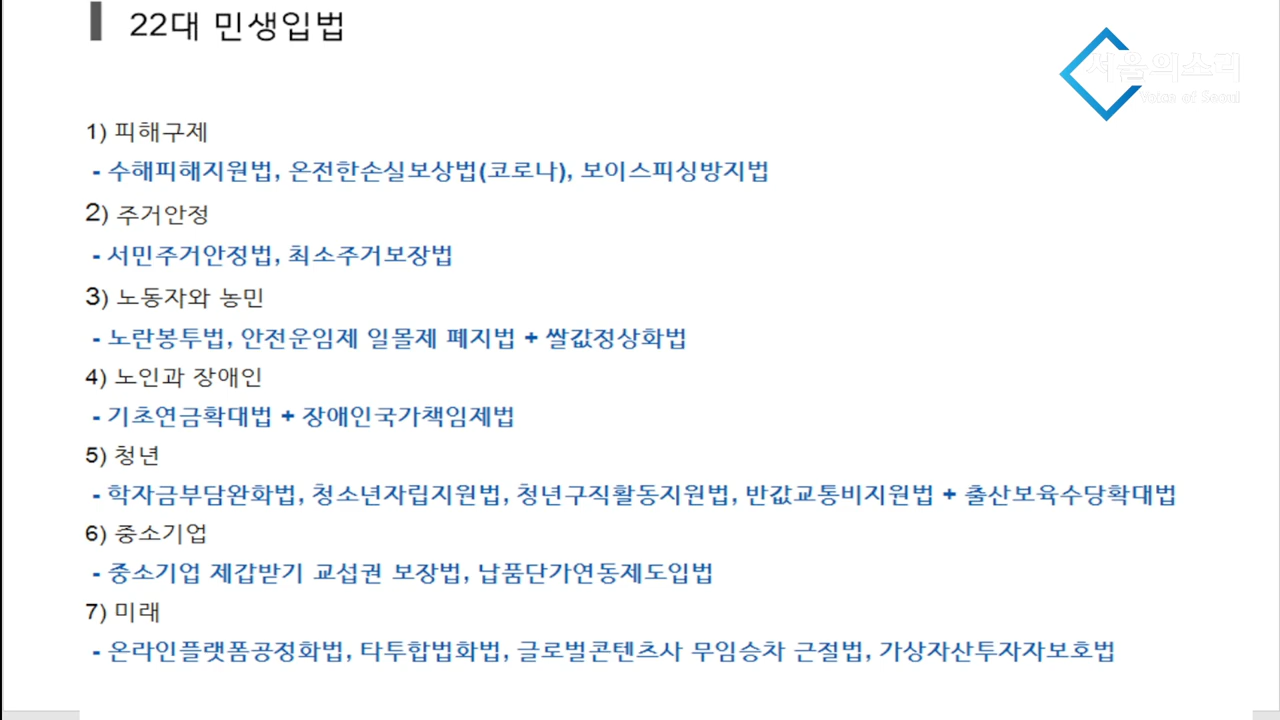 22대 민생입법
서울의소리
Voice of Seoul
1) 피해구제
- 수해피해지원법, 온전한손실보상법(코로나), 보이스피싱방지법
2) 주거안정
- 서민주거안정법, 최소주거보장법
3) 노동자와 농민
- 노란봉투법, 안전운임제 일몰제 폐지법 + 쌀값정상화법
4) 노인과 장애인
- 기초연금확대법 + 장애인국가책임제법
5) 청년
- 학자금부담완화법, 청소년자립지원법, 청년구직활동지원법, 반값교통비지원법 + 출산보육수당확대법
6) 중소기업
- 중소기업 제갑받기 교섭권 보장법, 납품단가연동제도입법
7) 미래
- 온라인플랫폼공정화법, 타투합법화법, 글로벌콘텐츠사 무임승차 근절법, 가상자산투자자보호법